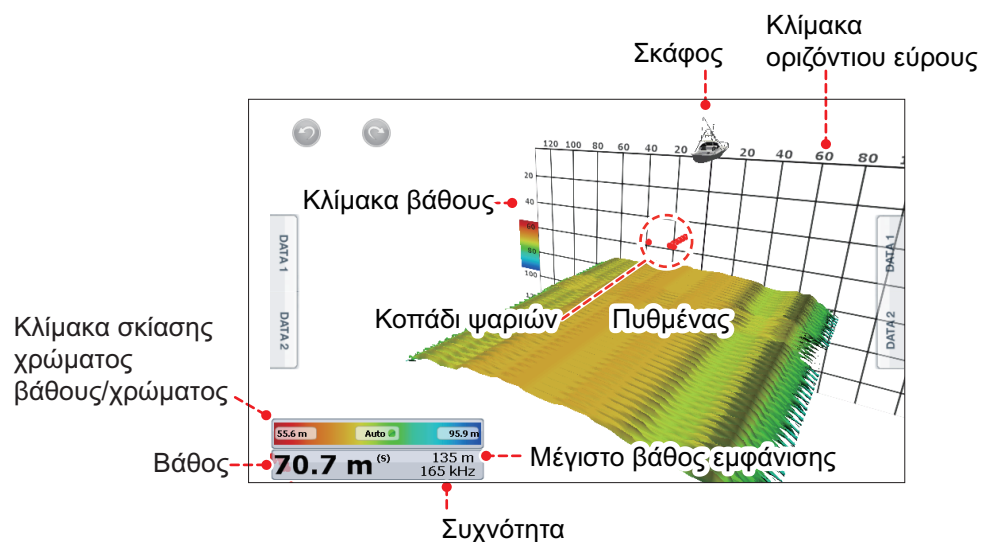 Σκάφος
Κλίμακα
οριζόντιου εύρους
120 100 80 60 40 20 20 40 60 80
20
40
60
80
100
Κλίμακα βάθους
DATA 1
DATA 2
DATA 1
DATA 2
Κοπάδι ψαριών
Πυθμένας
Κλίμακα σκίασης
χρώματος
βάθους/χρώματος
55.6 m Auto 95.9 m
Βάθος
70.7 m (S)
135 m
165 kHz
Μέγιστο βάθος εμφάνισης
Συχνότητα